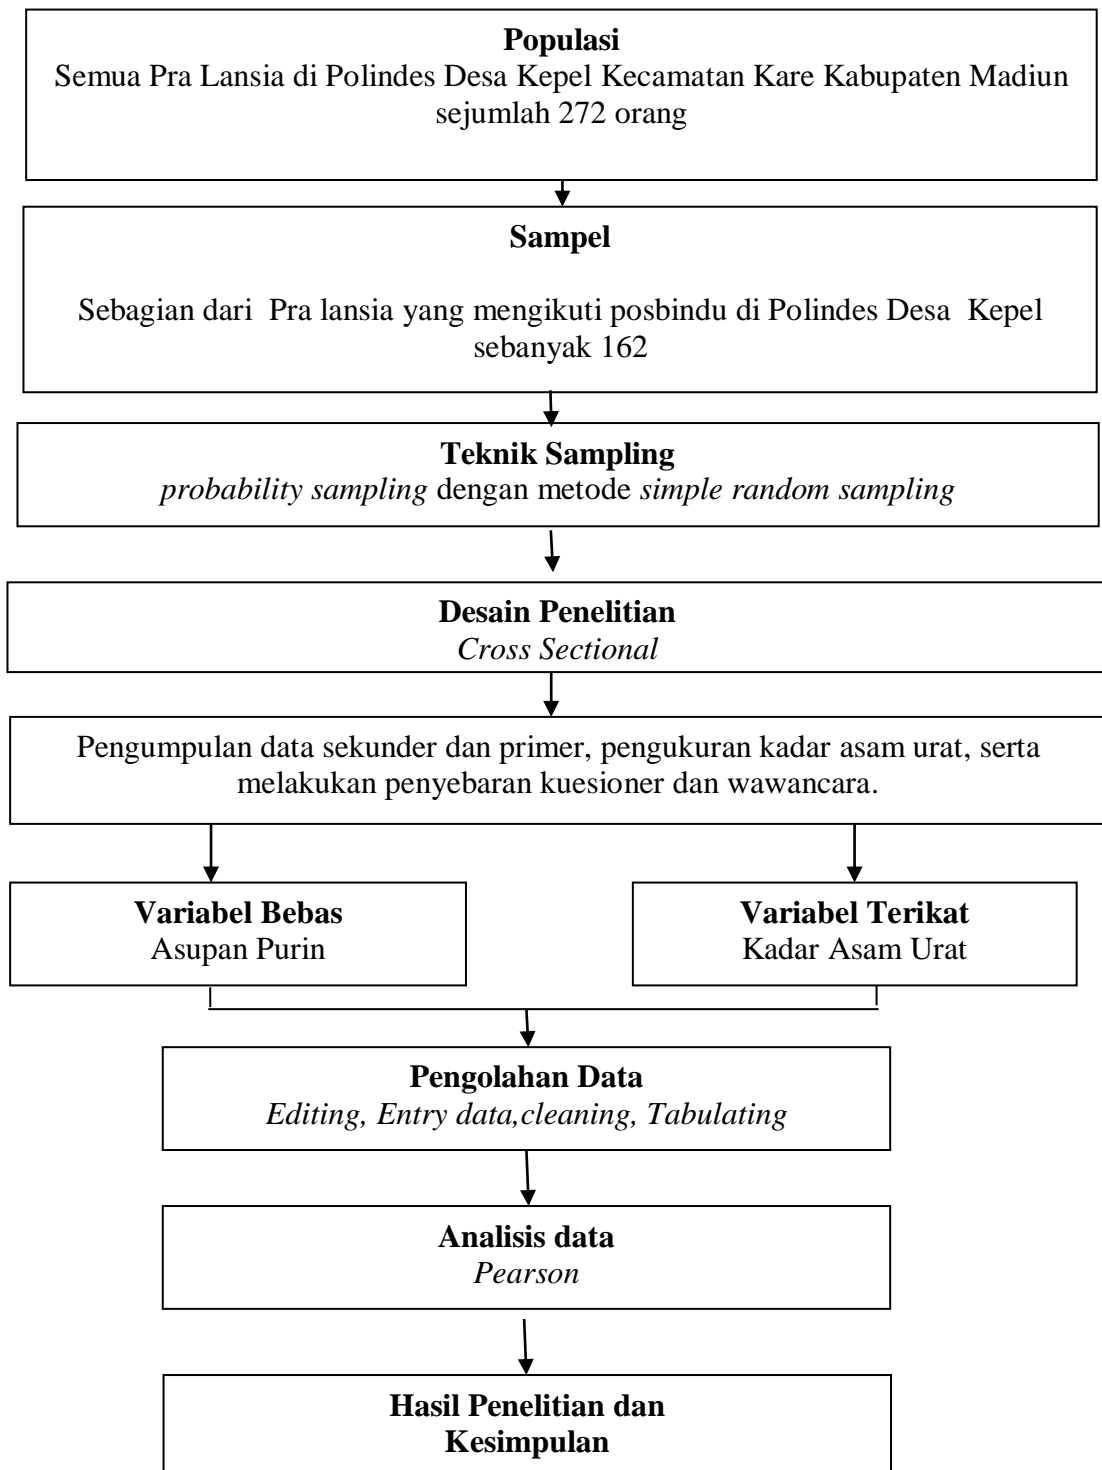 Populasi
Semua Pra Lansia di Polindes Desa Kepel Kecamatan Kare Kabupaten Madiun
sejumlah 272 orang
Sampel
Sebagian dari Pra lansia yang mengikuti posbindu di Polindes Desa Kepel
sebanyak 162
Teknik Sampling
probability sampling dengan metode simple random sampling
Desain Penelitian
Cross Sectional
Pengumpulan data sekunder dan primer, pengukuran kadar asam urat, serta
melakukan penyebaran kuesioner dan wawancara.
Variabel Bebas
Asupan Purin
Variabel Terikat
Kadar Asam Urat
Pengolahan Data
Editing, Entry data,cleaning, Tabulating
Analisis data
Pearson
Hasil Penelitian dan
Kesimpulan